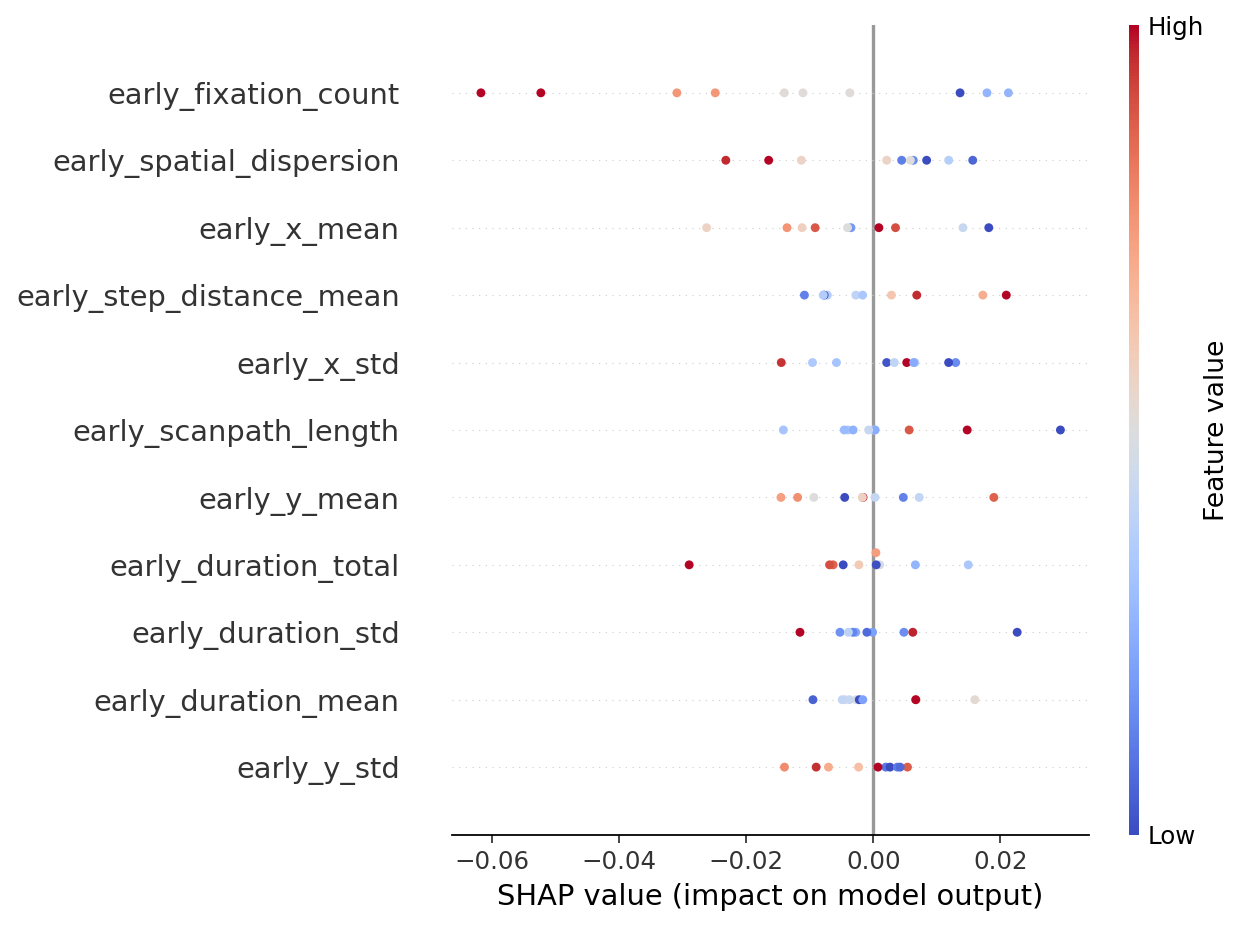 High
early_fixation_count
early_spatial_dispersion
early_x_mean
early_step_distance_mean
early_x_std
early_scanpath_length
early_y_mean
early_duration_total
early_duration_std
early_duration_mean
early_y_std
Feature value
Low
−0.06 −0.04 −0.02 0.00 0.02
SHAP value (impact on model output)